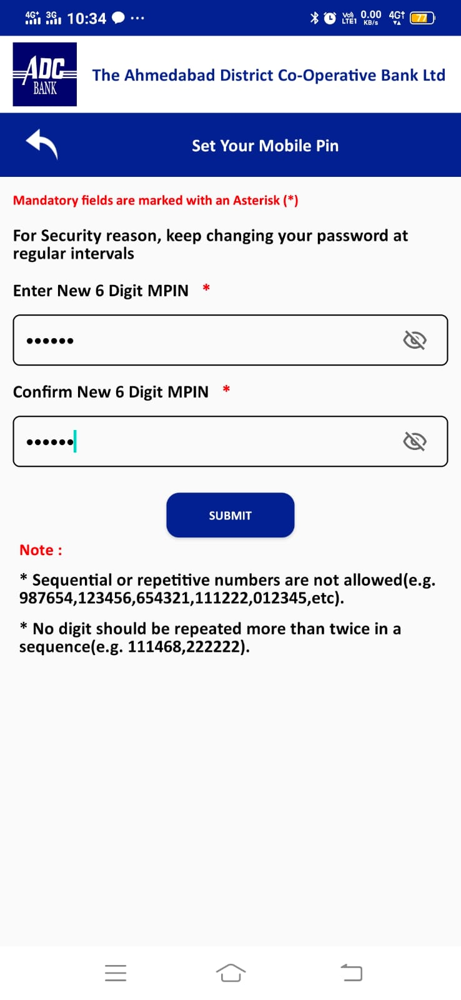 4G+ 3G 10:34 ... Vo) LTE1 0.00 KB/s 4G 77
ADC
BANK
The Ahmedabad District Co-Operative Bank Ltd
Set Your Mobile Pin
Mandatory fields are marked with an Asterisk (*)
For Security reason, keep changing your password at
regular intervals
Enter New 6 Digit MPIN *
••••••
Confirm New 6 Digit MPIN *
••••••
SUBMIT
Note :
* Sequential or repetitive numbers are not allowed(e.g.
987654,123456,654321,111222,012345,etc).
* No digit should be repeated more than twice in a
sequence(e.g. 111468,222222).